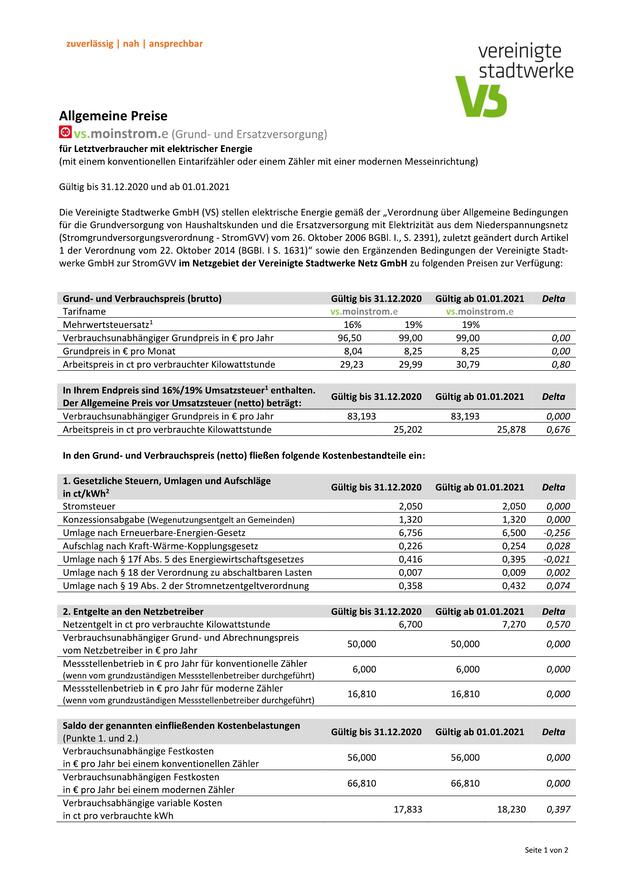 zuverlässig | nah | ansprechbar
vereinigte
stadtwerke
VS
Allgemeine Preise
vs.moinstrom.e (Grund- und Ersatzversorgung)
für Letztverbraucher mit elektrischer Energie
(mit einem konventionellen Eintarifzähler oder einem Zähler mit einer modernen Messeinrichtung)
Gültig bis 31.12.2020 und ab 01.01.2021
Die Vereinigte Stadtwerke GmbH (VS) stellen elektrische Energie gemäß der „Verordnung über Allgemeine Bedingungen
für die Grundversorgung von Haushaltskunden und die Ersatzversorgung mit Elektrizität aus dem Niederspannungsnetz
(Stromgrundversorgungsverordnung - StromGVV) vom 26. Oktober 2006 BGBl. I., S. 2391), zuletzt geändert durch Artikel
1 der Verordnung vom 22. Oktober 2014 (BGBl. I S. 1631)“ sowie den Ergänzenden Bedingungen der Vereinigte Stadt-
werke GmbH zur StromGVV im Netzgebiet der Vereinigte Stadtwerke Netz GmbH zu folgenden Preisen zur Verfügung:
Grund- und Verbrauchspreis (brutto) Gültig bis 31.12.2020 Gültig ab 01.01.2021 Delta
Tarifname vs.moinstrom.e vs.moinstrom.e
Mehrwertsteuersatz¹ 16% 19% 19%
Verbrauchsunabhängiger Grundpreis in € pro Jahr 96,50 99,00 99,00 0,00
Grundpreis in € pro Monat 8,04 8,25 8,25 0,00
Arbeitspreis in ct pro verbrauchter Kilowattstunde 29,23 29,99 30,79 0,80
In Ihrem Endpreis sind 16%/19% Umsatzsteuer¹ enthalten.
Der Allgemeine Preis vor Umsatzsteuer (netto) beträgt: Gültig bis 31.12.2020 Gültig ab 01.01.2021 Delta
Verbrauchsunabhängiger Grundpreis in € pro Jahr 83,193 83,193 0,000
Arbeitspreis in ct pro verbrauchte Kilowattstunde 25,202 25,878 0,676
In den Grund- und Verbrauchspreis (netto) fließen folgende Kostenbestandteile ein:
1. Gesetzliche Steuern, Umlagen und Aufschläge
in ct/kWh² Gültig bis 31.12.2020 Gültig ab 01.01.2021 Delta
Stromsteuer 2,050 2,050 0,000
Konzessionsabgabe (Wegenutzungsentgelt an Gemeinden) 1,320 1,320 0,000
Umlage nach Erneuerbare-Energien-Gesetz 6,756 6,500 -0,256
Aufschlag nach Kraft-Wärme-Kopplungsgesetz 0,226 0,254 0,028
Umlage nach § 17f Abs. 5 des Energiewirtschaftsgesetzes 0,416 0,395 -0,021
Umlage nach § 18 der Verordnung zu abschaltbaren Lasten 0,007 0,009 0,002
Umlage nach § 19 Abs. 2 der Stromnetzentgeltverordnung 0,358 0,432 0,074
2. Entgelte an den Netzbetreiber Gültig bis 31.12.2020 Gültig ab 01.01.2021 Delta
Netzentgelt in ct pro verbrauchte Kilowattstunde 6,700 7,270 0,570
Verbrauchsunabhängiger Grund- und Abrechnungspreis
vom Netzbetreiber in € pro Jahr 50,000 50,000 0,000
Messstellenbetrieb in € pro Jahr für konventionelle Zähler
(wenn vom grundzuständigen Messstellenbetreiber durchgeführt) 6,000 6,000 0,000
Messstellenbetrieb in € pro Jahr für moderne Zähler
(wenn vom grundzuständigen Messstellenbetreiber durchgeführt) 16,810 16,810 0,000
Saldo der genannten einfließenden Kostenbelastungen
(Punkte 1. und 2.) Gültig bis 31.12.2020 Gültig ab 01.01.2021 Delta
Verbrauchsunabhängige Festkosten
in € pro Jahr bei einem konventionellen Zähler 56,000 56,000 0,000
Verbrauchsunabhängigen Festkosten
in € pro Jahr bei einem modernen Zähler 66,810 66,810 0,000
Verbrauchsabhängige variable Kosten
in ct pro verbrauchte kWh 17,833 18,230 0,397
Seite 1 von 2